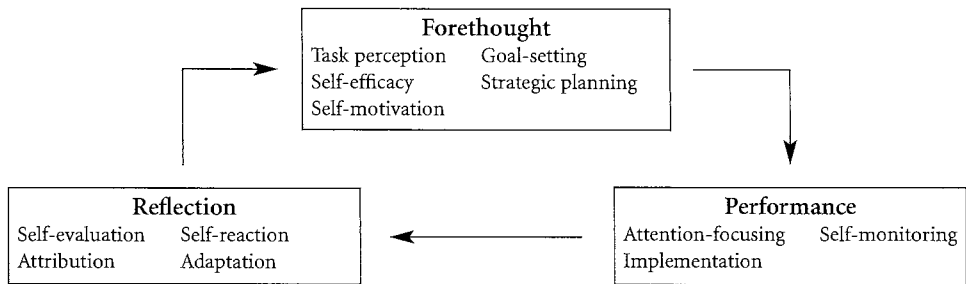 Forethought
Task perception Goal-setting
Self-efficacy Strategic planning
Self-motivation
Reflection
Self-evaluation Self-reaction
Attribution Adaptation
Performance
Attention-focusing Self-monitoring
Implementation